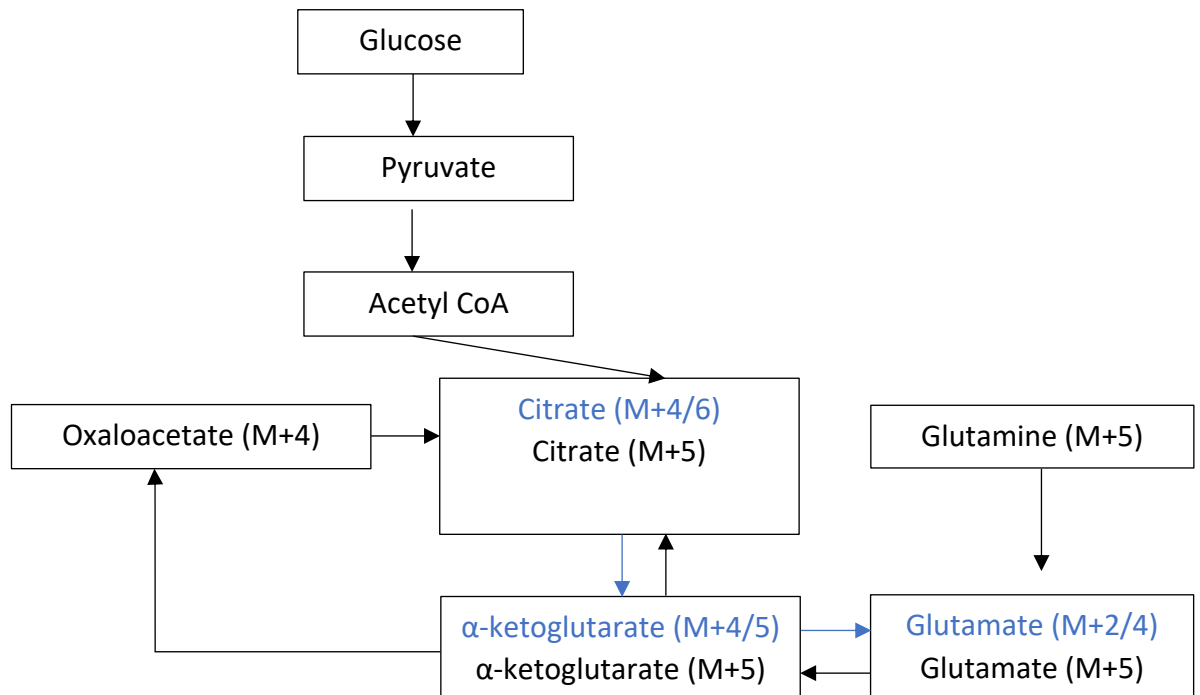 Glucose
Pyruvate
Acetyl CoA
Citrate (M+4/6)
Citrate (M+5)
Oxaloacetate (M+4)
Glutamine (M+5)
α-ketoglutarate (M+4/5)
α-ketoglutarate (M+5)
Glutamate (M+2/4)
Glutamate (M+5)